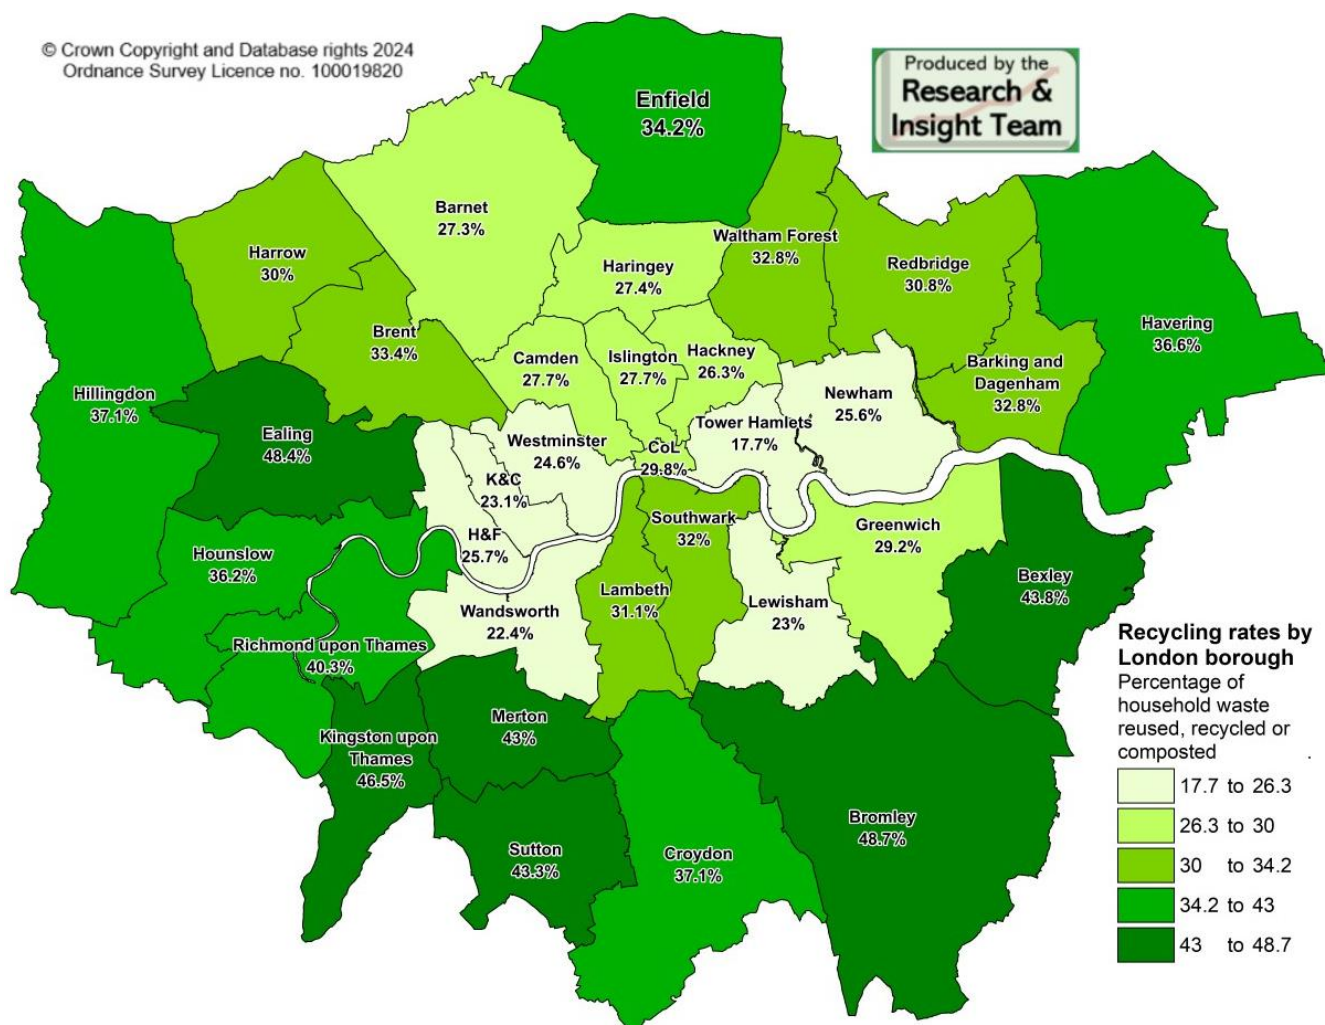 © Crown Copyright and Database rights 2024
Ordnance Survey Licence no. 100019820
Produced by the
Research &
Insight Team
Enfield
34.2%
Barnet
27.3%
Harrow
30%
Haringey
27.4%
Waltham Forest
32.8%
Redbridge
30.8%
Havering
36.6%
Brent
33.4%
Camden
27.7%
Islington
27.7%
Hackney
26.3%
Barking and
Dagenham
32.8%
Hillingdon
37.1%
Newham
25.6%
Ealing
48.4%
Westminster
24.6%
Tower Hamlets
17.7%
CoL
29.8%
K&C
23.1%
H&F
25.7%
Southwark
32%
Greenwich
29.2%
Hounslow
36.2%
Bexley
43.8%
Wandsworth
22.4%
Lambeth
31.1%
Lewisham
23%
Richmond upon Thames
40.3%
Kingston upon
Thames
46.5%
Merton
43%
Sutton
43.3%
Croydon
37.1%
Bromley
48.7%
Recycling rates by
London borough
Percentage of
household waste
reused, recycled or
composted .
17.7 to 26.3
26.3 to 30
30 to 34.2
34.2 to 43
43 to 48.7